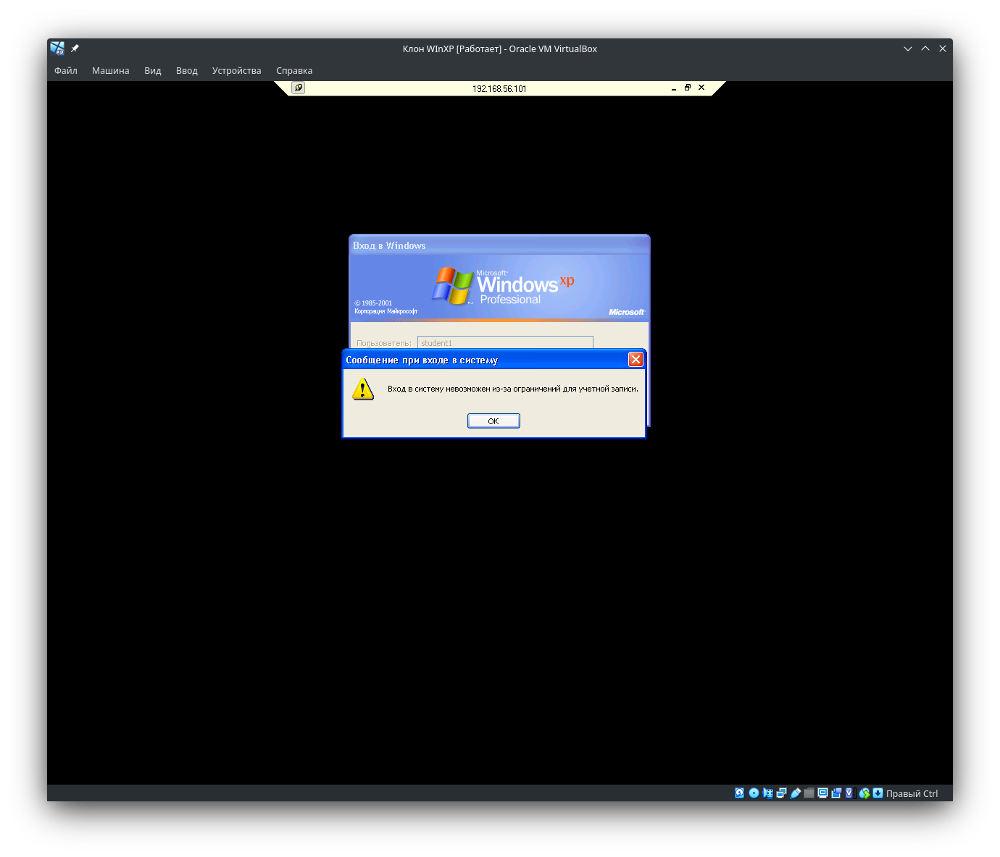 Клон WInXP [Работает] - Oracle VM VirtualBox
Файл Машина Вид Ввод Устройства Справка
192.168.56.101
Вход в Windows
Microsoft®
Windows xp
Professional
TM
© 1985-2001
Корпорация Майкрософт
Microsoft®
Пользователь: student1
Сообщение при входе в систему
Вход в систему невозможен из-за ограничений для учетной записи.
OK
Правый Ctrl